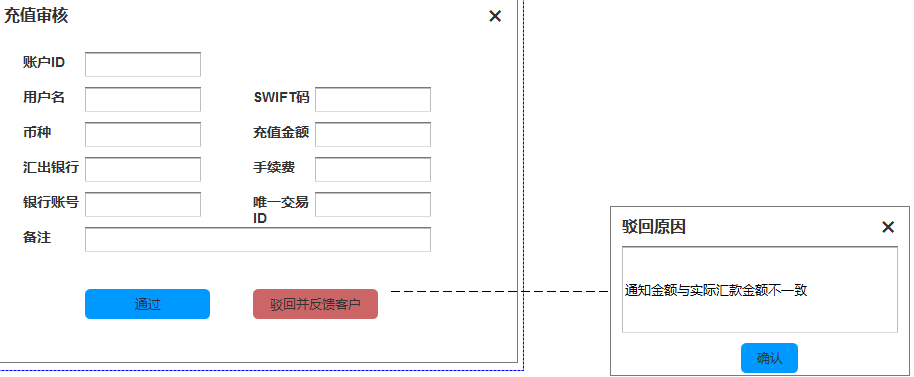 充值审核
账户ID
用户名
SWIFT码
币种
充值金额
汇出银行
手续费
银行账号
唯一交易
ID
备注
通过
驳回并反馈客户
驳回原因
通知金额与实际汇款金额不一致
确认